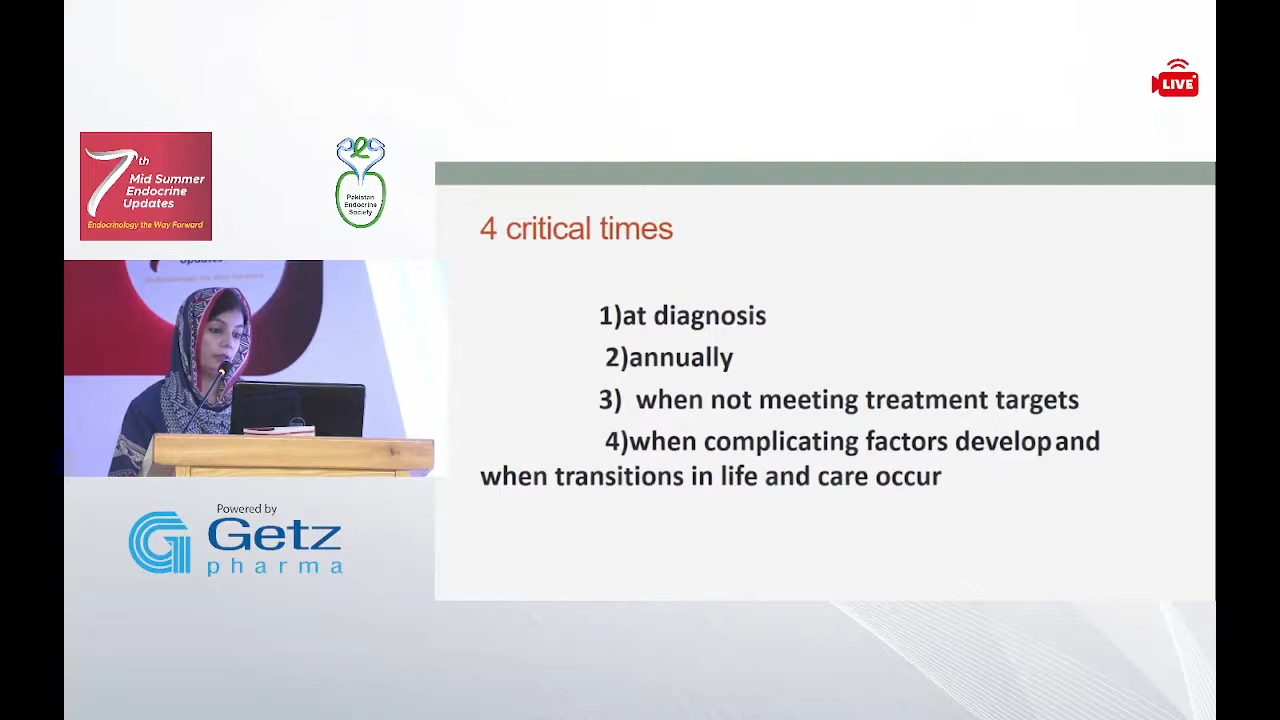 LIVE
7th
Mid Summer
Endocrine
Updates
Endocrinology the Way Forward
Pakistan
Endocrine
Society
4 critical times
1)at diagnosis
2)annually
3) when not meeting treatment targets
4)when complicating factors develop and
when transitions in life and care occur
Updates
Powered by
Getz
pharma